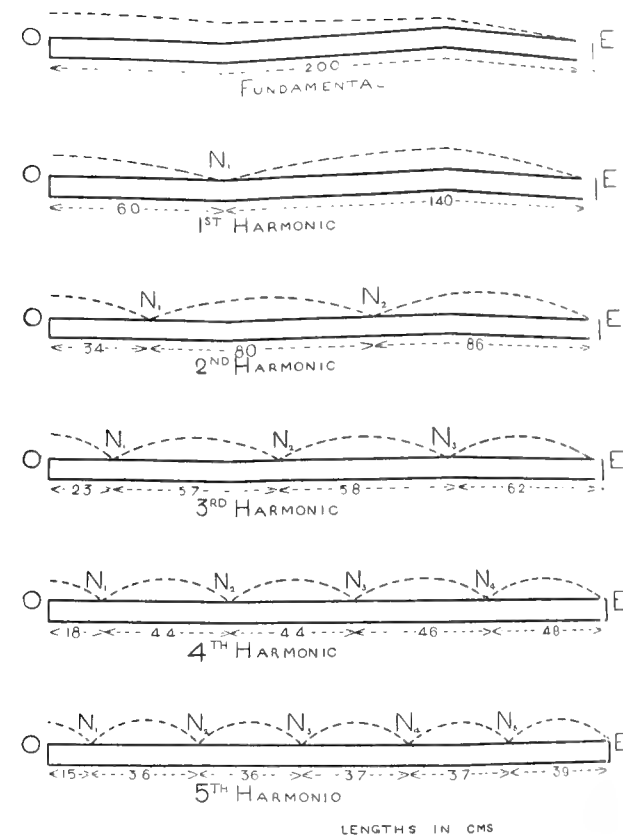 O E
200
FUNDAMENTAL
N₁
O E
60 140
1ST HARMONIC
N₁ N₂
O E
34 80 86
2ND HARMONIC
N₁ N₂ N₃
O E
23 57 58 62
3RD HARMONIC
N₁ N₂ N₃ N₄
O E
18 44 44 46 48
4TH HARMONIC
N₁ N₂ N₃ N₄ N₅
O E
15 36 36 37 37 39
5TH HARMONIC
LENGTHS IN CMS